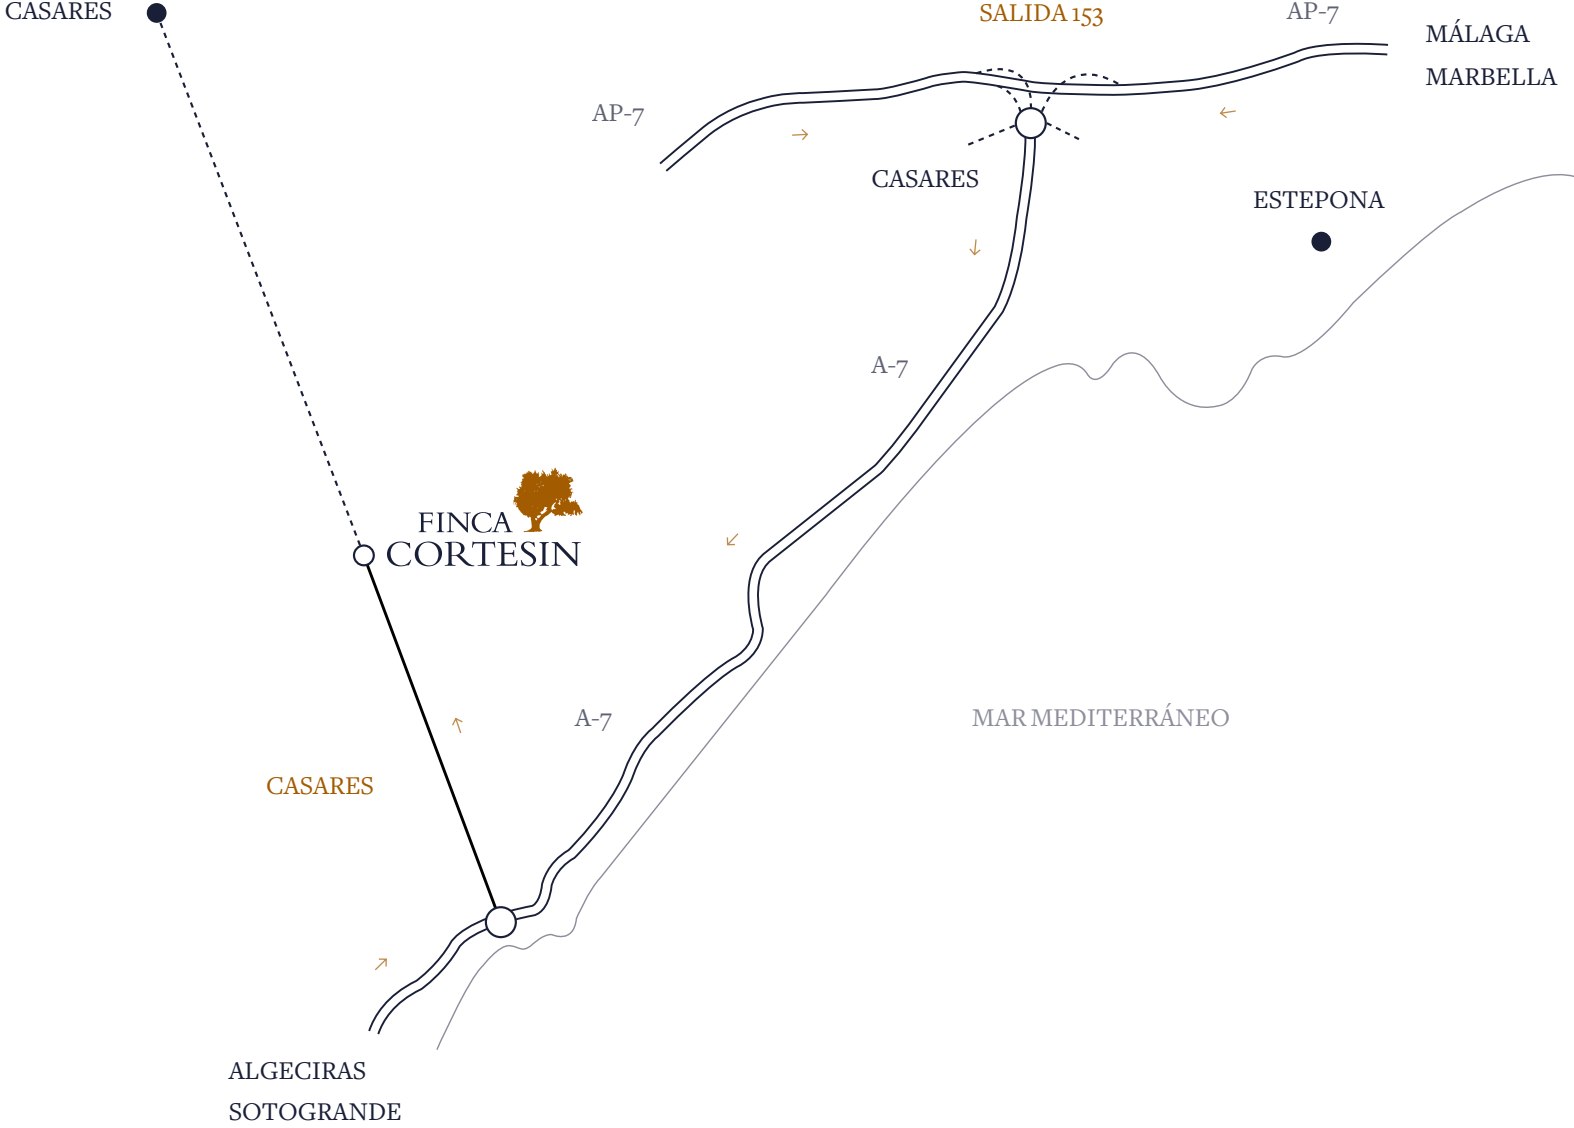 CASARES
SALIDA 153
AP-7
MÁLAGA
MARBELLA
AP-7
CASARES
ESTEPONA
A-7
FINCA
CORTESIN
A-7
MAR MEDITERRÁNEO
CASARES
ALGECIRAS
SOTOGRANDE